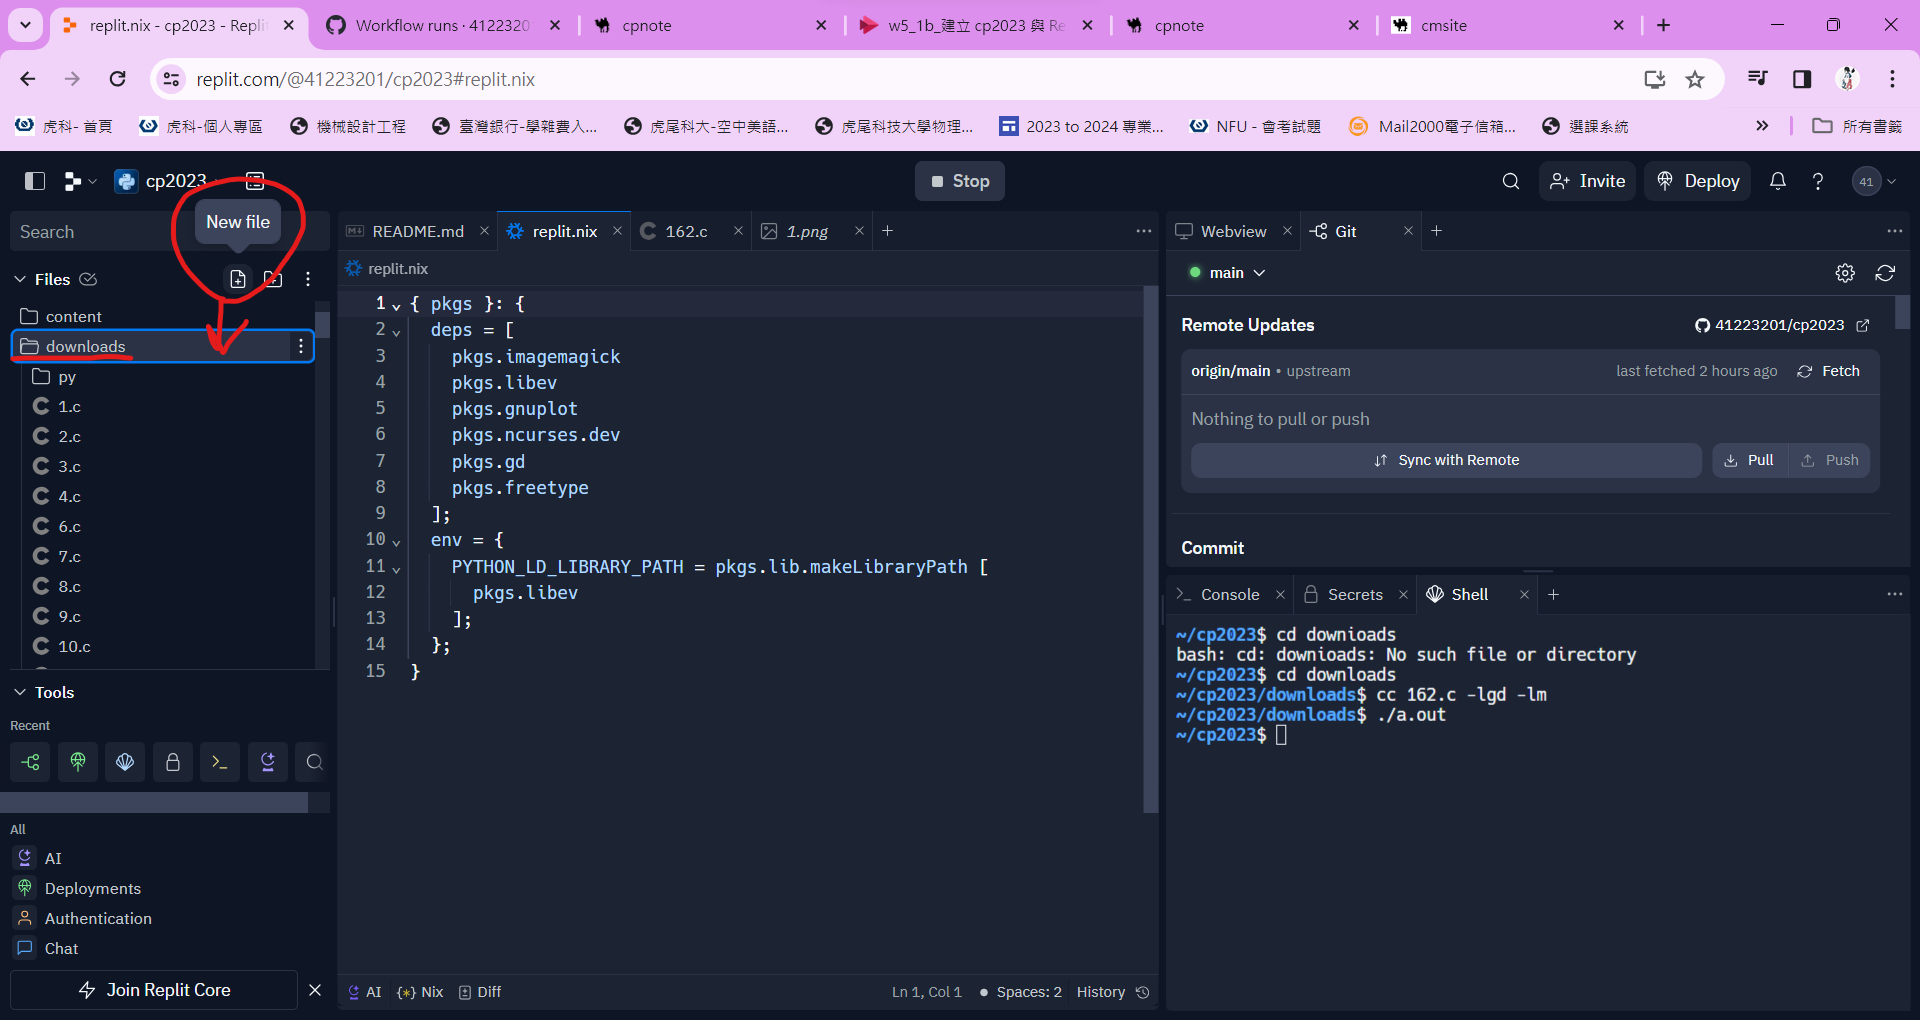 replit.nix - cp2023 - Repli
Workflow runs · 4122320
cpnote
w5_1b_建立 cp2023 與 Re
cpnote
cmsite
replit.com/@41223201/cp2023#replit.nix
虎科- 首頁
虎科-個人專區
機械設計工程
臺灣銀行-學雜費入...
虎尾科大-空中美語...
虎尾科技大學物理...
2023 to 2024 專業...
NFU - 會考試題
Mail2000電子信箱...
選課系統
所有書籤
cp2023
Stop
Invite
Deploy
41
New file
Search
Files
content
downloads
py
1.c
2.c
3.c
4.c
6.c
7.c
8.c
9.c
10.c
Tools
Recent
All
AI
Deployments
Authentication
Chat
Join Replit Core
README.md
replit.nix
162.c
1.png
replit.nix
1 { pkgs }: {
2 deps = [
3 pkgs.imagemagick
4 pkgs.libev
5 pkgs.gnuplot
6 pkgs.ncurses.dev
7 pkgs.gd
8 pkgs.freetype
9 ];
10 env = {
11 PYTHON_LD_LIBRARY_PATH = pkgs.lib.makeLibraryPath [
12 pkgs.libev
13 ];
14 };
15 }
AI
Nix
Diff
Ln 1, Col 1
Spaces: 2
History
Webview
Git
main
Remote Updates
41223201/cp2023
origin/main • upstream
last fetched 2 hours ago
Fetch
Nothing to pull or push
Sync with Remote
Pull
Push
Commit
Console
Secrets
Shell
~/cp2023$ cd downioads
bash: cd: downioads: No such file or directory
~/cp2023$ cd downloads
~/cp2023/downloads$ cc 162.c -lgd -lm
~/cp2023/downloads$ ./a.out
~/cp2023$